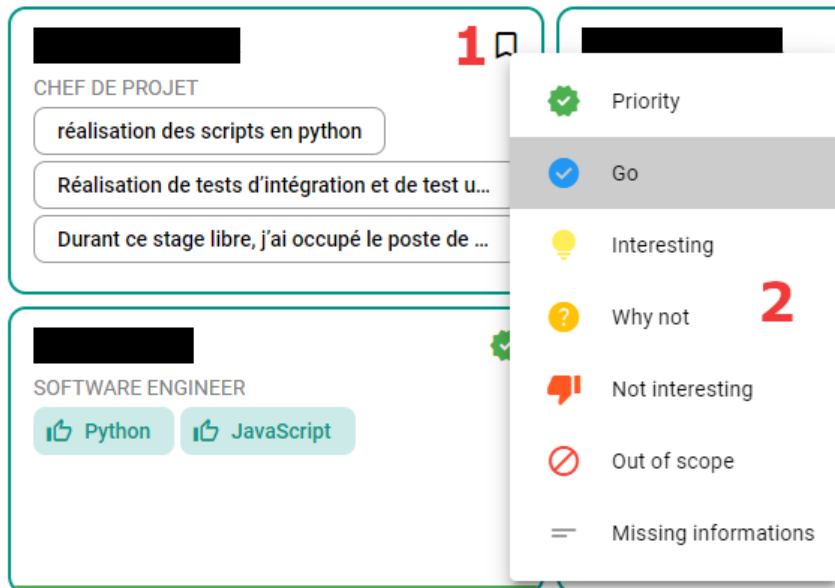 1
CHEF DE PROJET
réalisation des scripts en python
Réalisation de tests d’intégration et de test u...
Durant ce stage libre, j’ai occupé le poste de ...
SOFTWARE ENGINEER
Python JavaScript
Priority
Go
Interesting
Why not
2
Not interesting
Out of scope
Missing informations